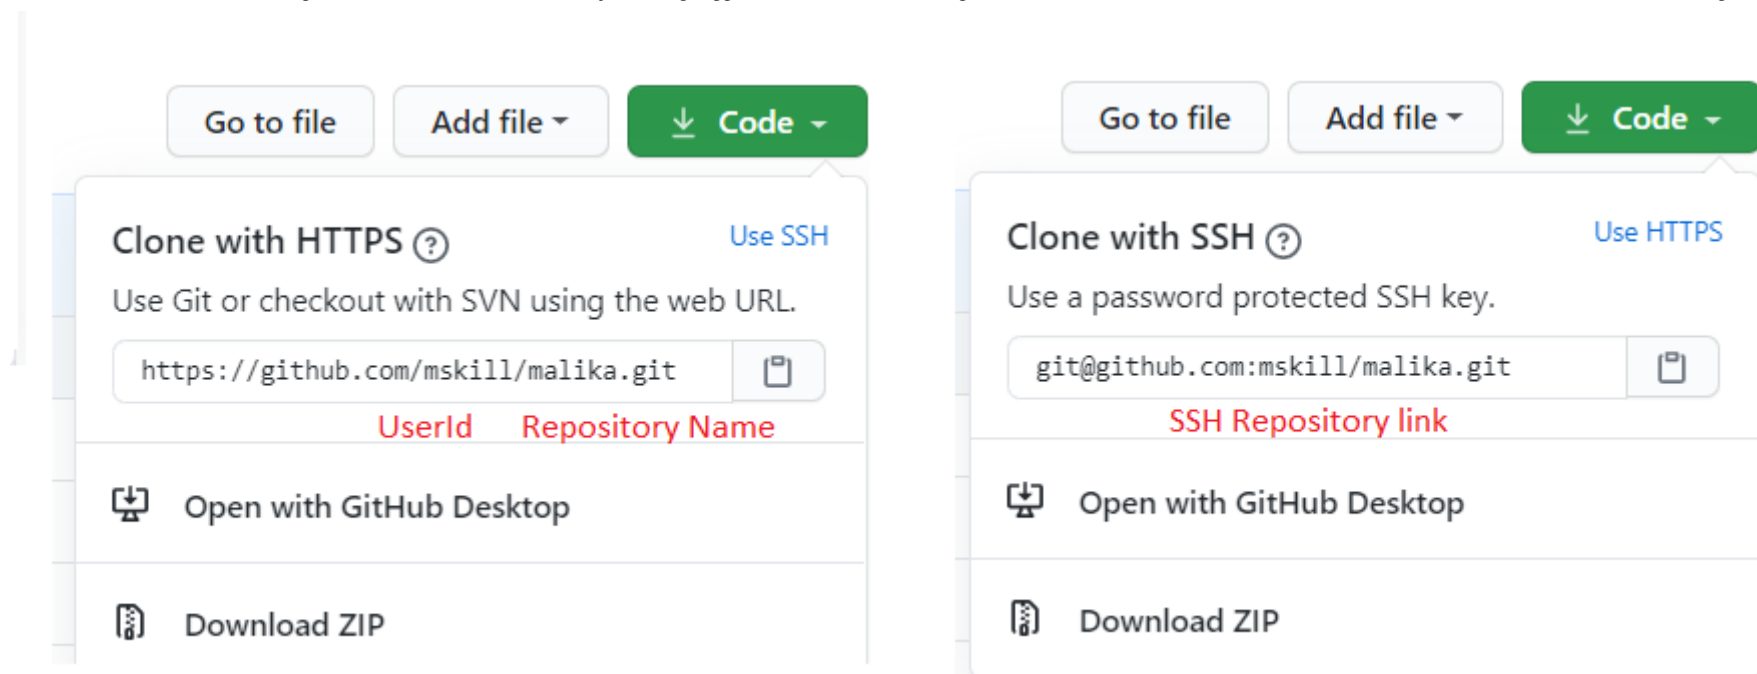 Go to file
Add file
Code
Clone with HTTPS ?
Use SSH
Use Git or checkout with SVN using the web URL.
https://github.com/mskill/malika.git
UserId Repository Name
Open with GitHub Desktop
Download ZIP
Go to file
Add file
Code
Clone with SSH ?
Use HTTPS
Use a password protected SSH key.
git@github.com:mskill/malika.git
SSH Repository link
Open with GitHub Desktop
Download ZIP